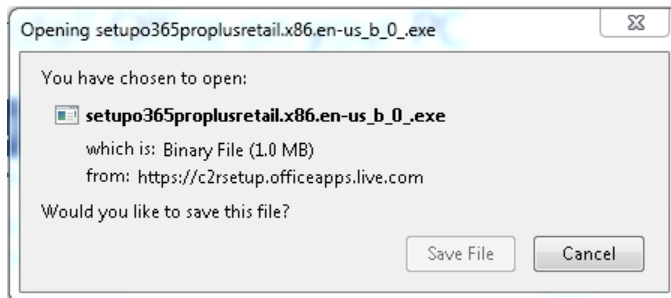 Opening setupo365proplusretail.x86.en-us_b_0_.exe
You have chosen to open:
setupo365proplusretail.x86.en-us_b_0_.exe
which is: Binary File (1.0 MB)
from: https://c2rsetup.officeapps.live.com
Would you like to save this file?
Save File Cancel